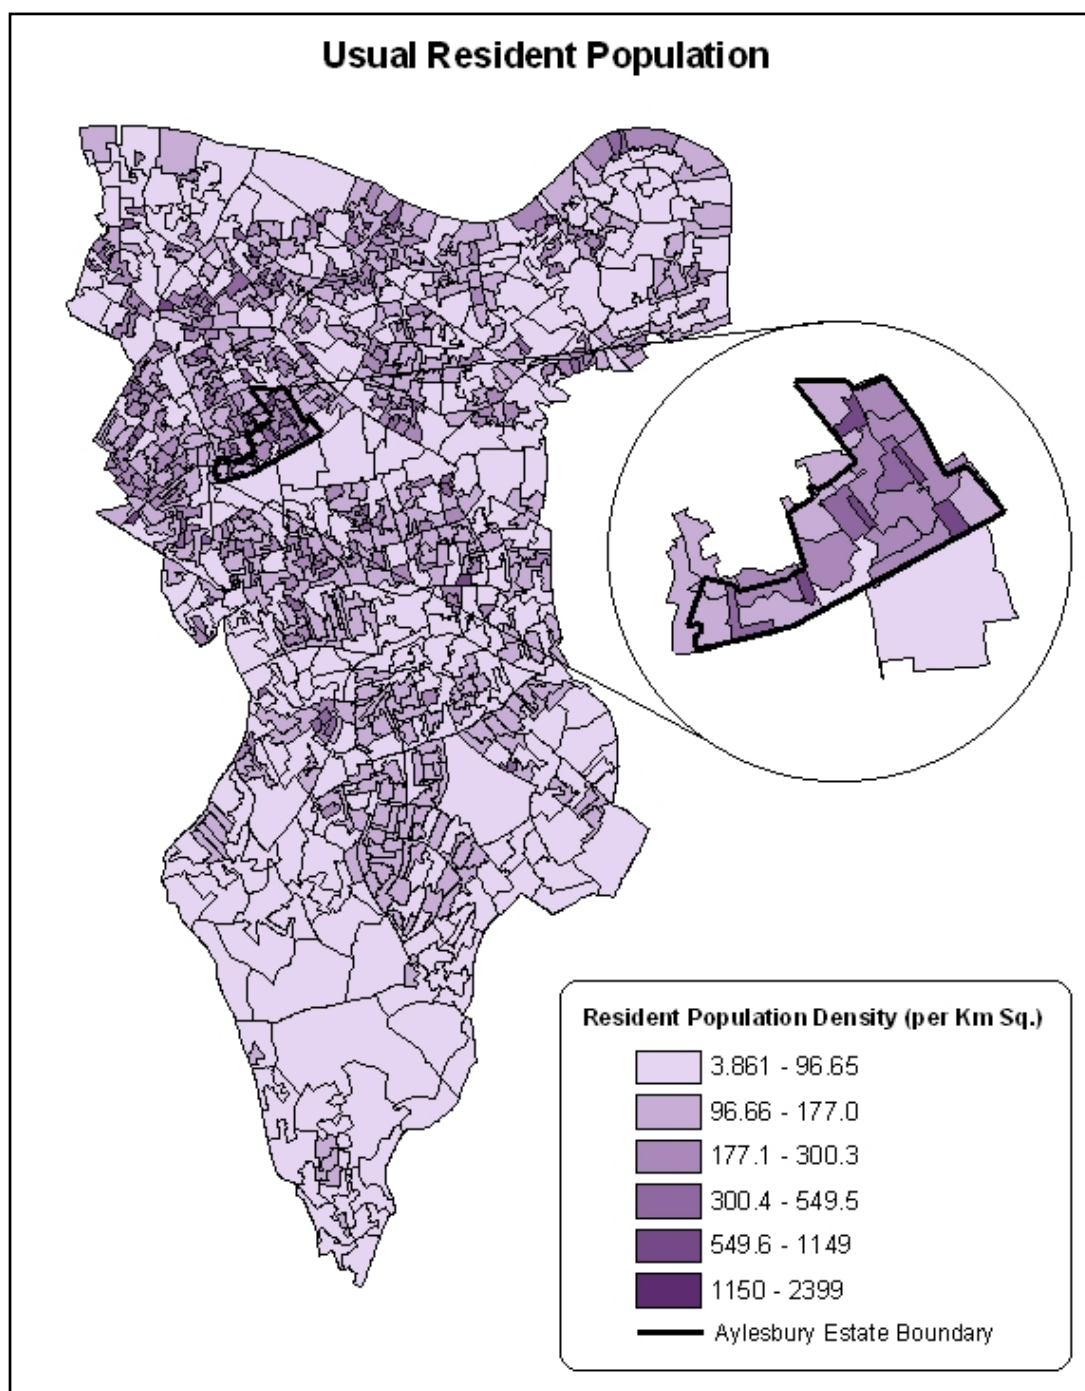 Usual Resident Population
Resident Population Density (per Km Sq.)
3.861 - 96.65
96.66 - 177.0
177.1 - 300.3
300.4 - 549.5
549.6 - 1149
1150 - 2399
Aylesbury Estate Boundary